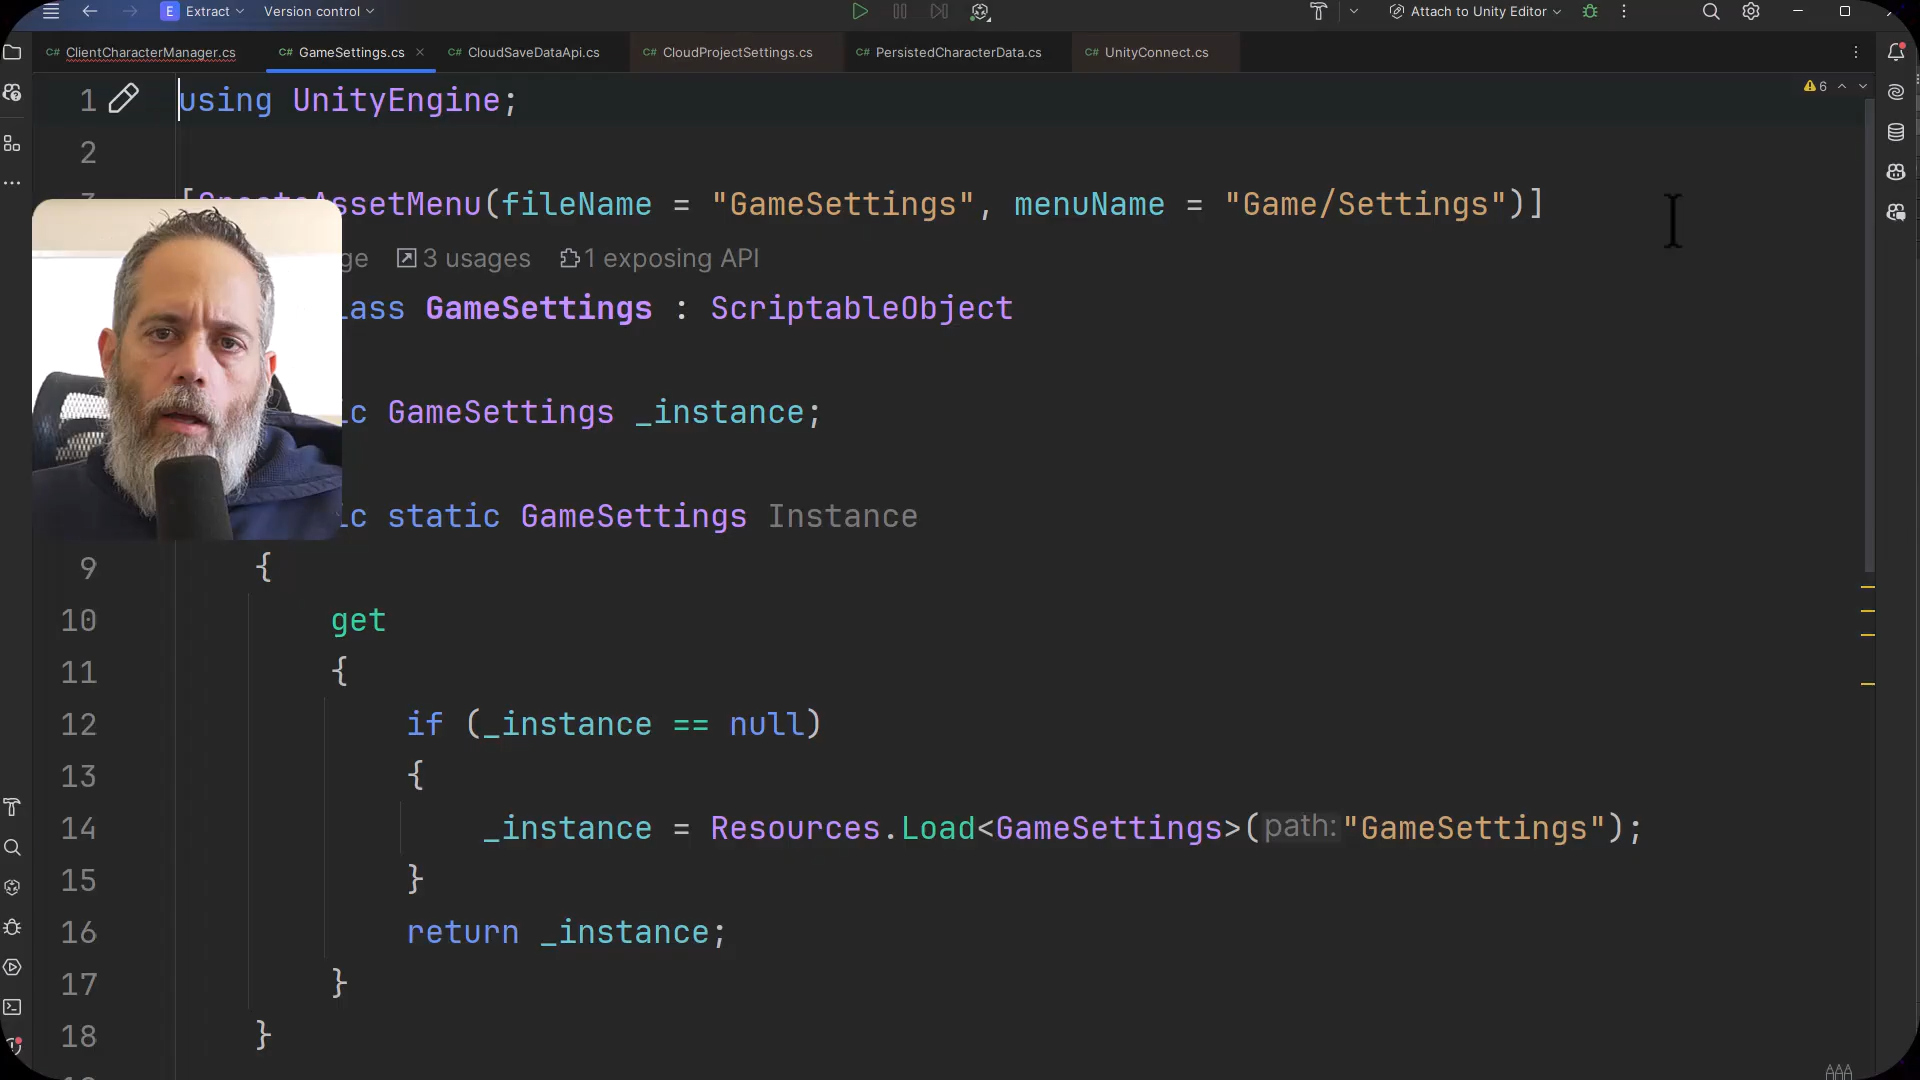 E Extract Version control Attach to Unity Editor
C# ClientCharacterManager.cs C# GameSettings.cs C# CloudSaveDataApi.cs C# CloudProjectSettings.cs C# PersistedCharacterData.cs C# UnityConnect.cs
6
1 using UnityEngine;
2
AssetMenu(fileName = "GameSettings", menuName = "Game/Settings")]
3 usages 1 exposing API
class GameSettings : ScriptableObject
GameSettings _instance;
static GameSettings Instance
9 {
10 get
11 {
12 if (_instance == null)
13 {
14 _instance = Resources.Load<GameSettings>(path:"GameSettings");
15 }
16 return _instance;
17 }
18 }